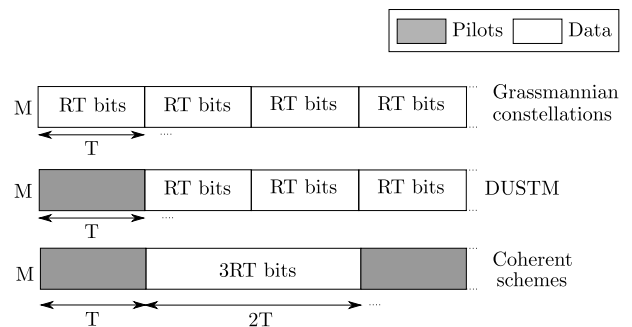 Pilots Data
M RT bits RT bits RT bits RT bits Grassmannian
constellations
T
M RT bits RT bits RT bits DUSTM
T
M 3RT bits Coherent
schemes
T 2T